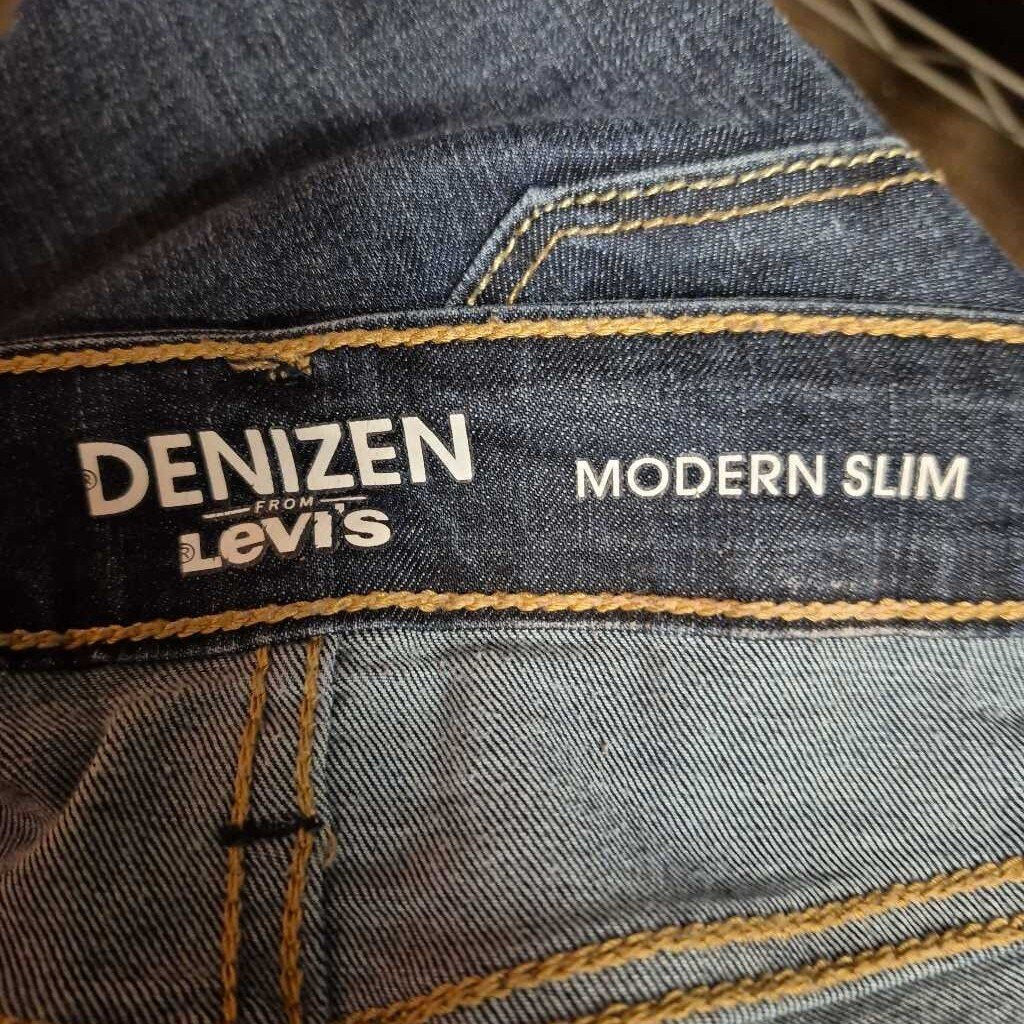 DENIZEN®
FROM
Levi's®
MODERN SLIM